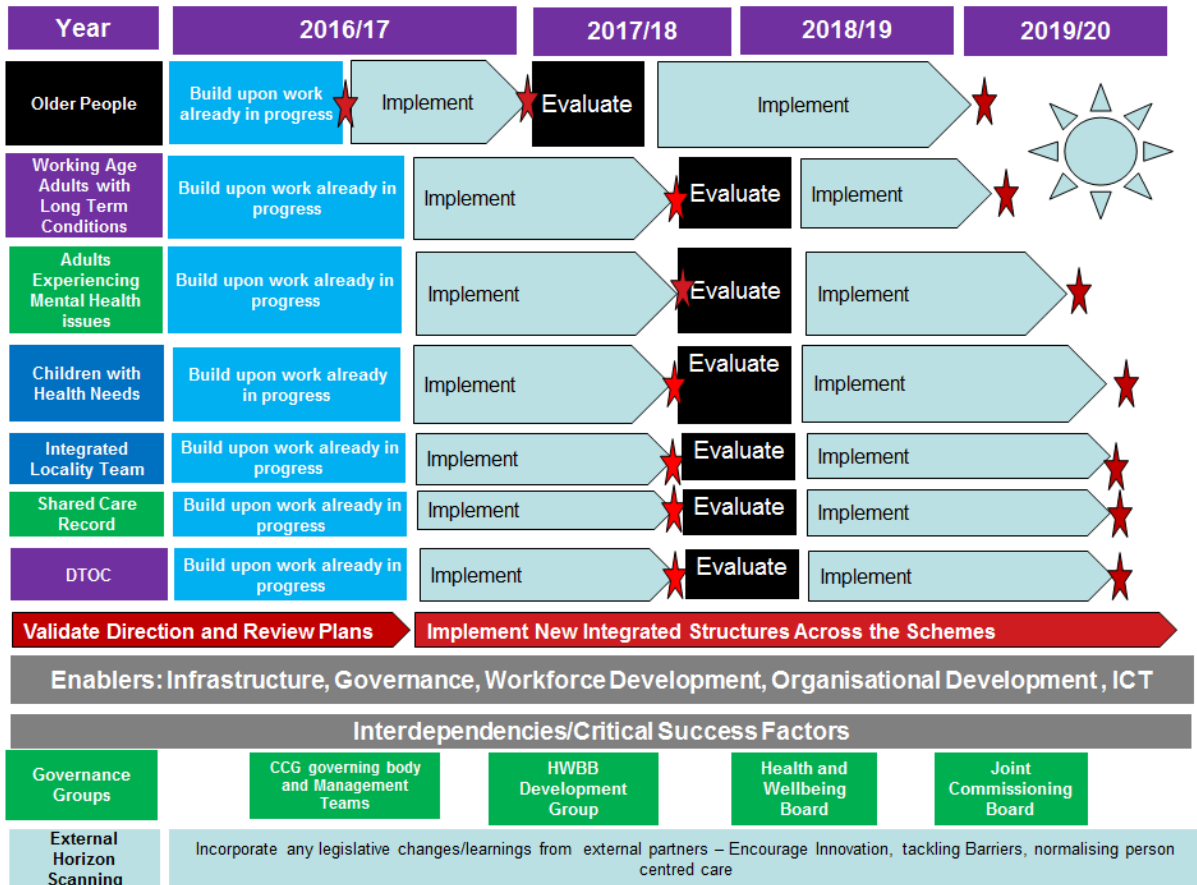 Year
2016/17
2017/18
2018/19
2019/20
Older People
Build upon work
already in progress
Implement
Evaluate
Implement
Working Age
Adults with
Long Term
Conditions
Build upon work already in
progress
Implement
Evaluate
Implement
Adults
Experiencing
Mental Health
issues
Build upon work already in
progress
Implement
Evaluate
Implement
Children with
Health Needs
Build upon work already
in progress
Implement
Evaluate
Implement
Integrated
Locality Team
Build upon work already in
progress
Implement
Evaluate
Implement
Shared Care
Record
Build upon work already in
progress
Implement
Evaluate
Implement
DTOC
Build upon work already in
progress
Implement
Evaluate
Implement
Validate Direction and Review Plans
Implement New Integrated Structures Across the Schemes
Enablers: Infrastructure, Governance, Workforce Development, Organisational Development , ICT
Interdependencies/Critical Success Factors
Governance
Groups
CCG governing body
and Management
Teams
HWBB
Development
Group
Health and
Wellbeing
Board
Joint
Commissioning
Board
External
Horizon
Scanning
Incorporate any legislative changes/learnings from external partners – Encourage Innovation, tackling Barriers, normalising person
centred care